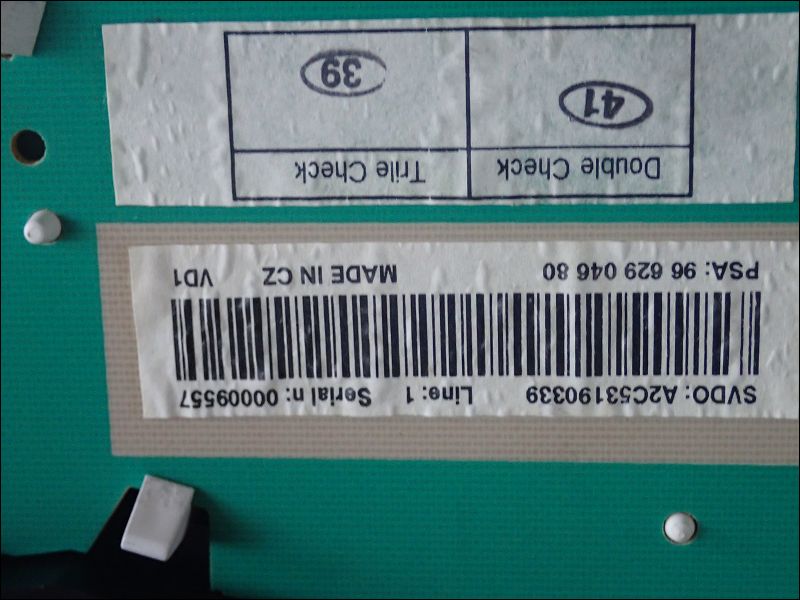 SVDO: A2C53190339 Line: 1 Serial n: 00009557
PSA: 96 629 046 80 MADE IN CZ VD1
Double Check Trile Check
41 39